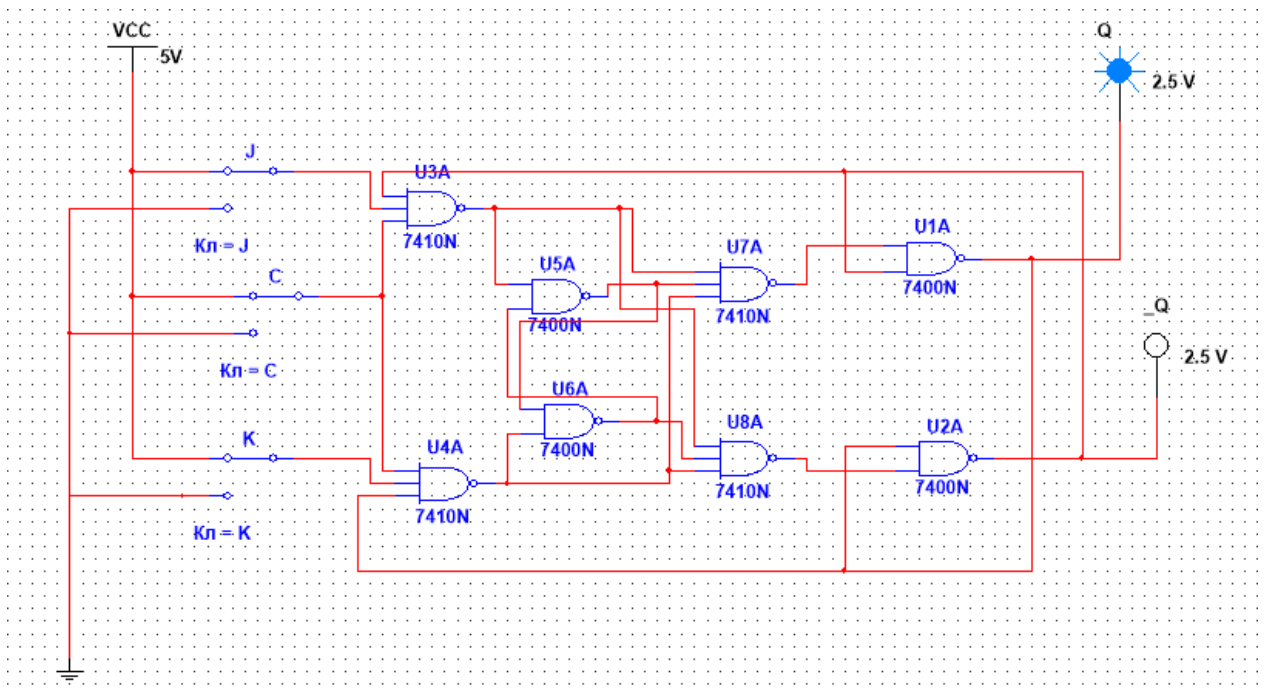 VCC
5V
Q
2.5 V
J
U3A
7410N
Кл = J
U1A
7400N
U7A
7410N
U5A
7400N
C
Кл = C
_Q
2.5 V
U6A
7400N
U8A
7410N
U2A
7400N
K
U4A
7410N
Кл = K